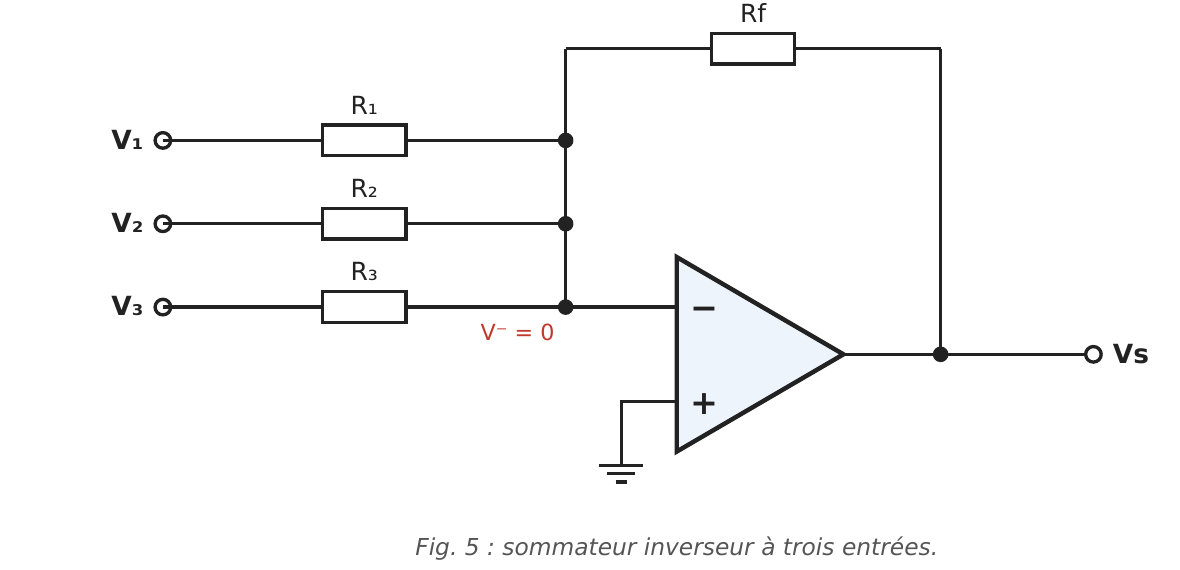 Rf
R₁
V₁
R₂
V₂
R₃
V₃
V⁻ = 0
−
+
Vs
Fig. 5 : sommateur inverseur à trois entrées.